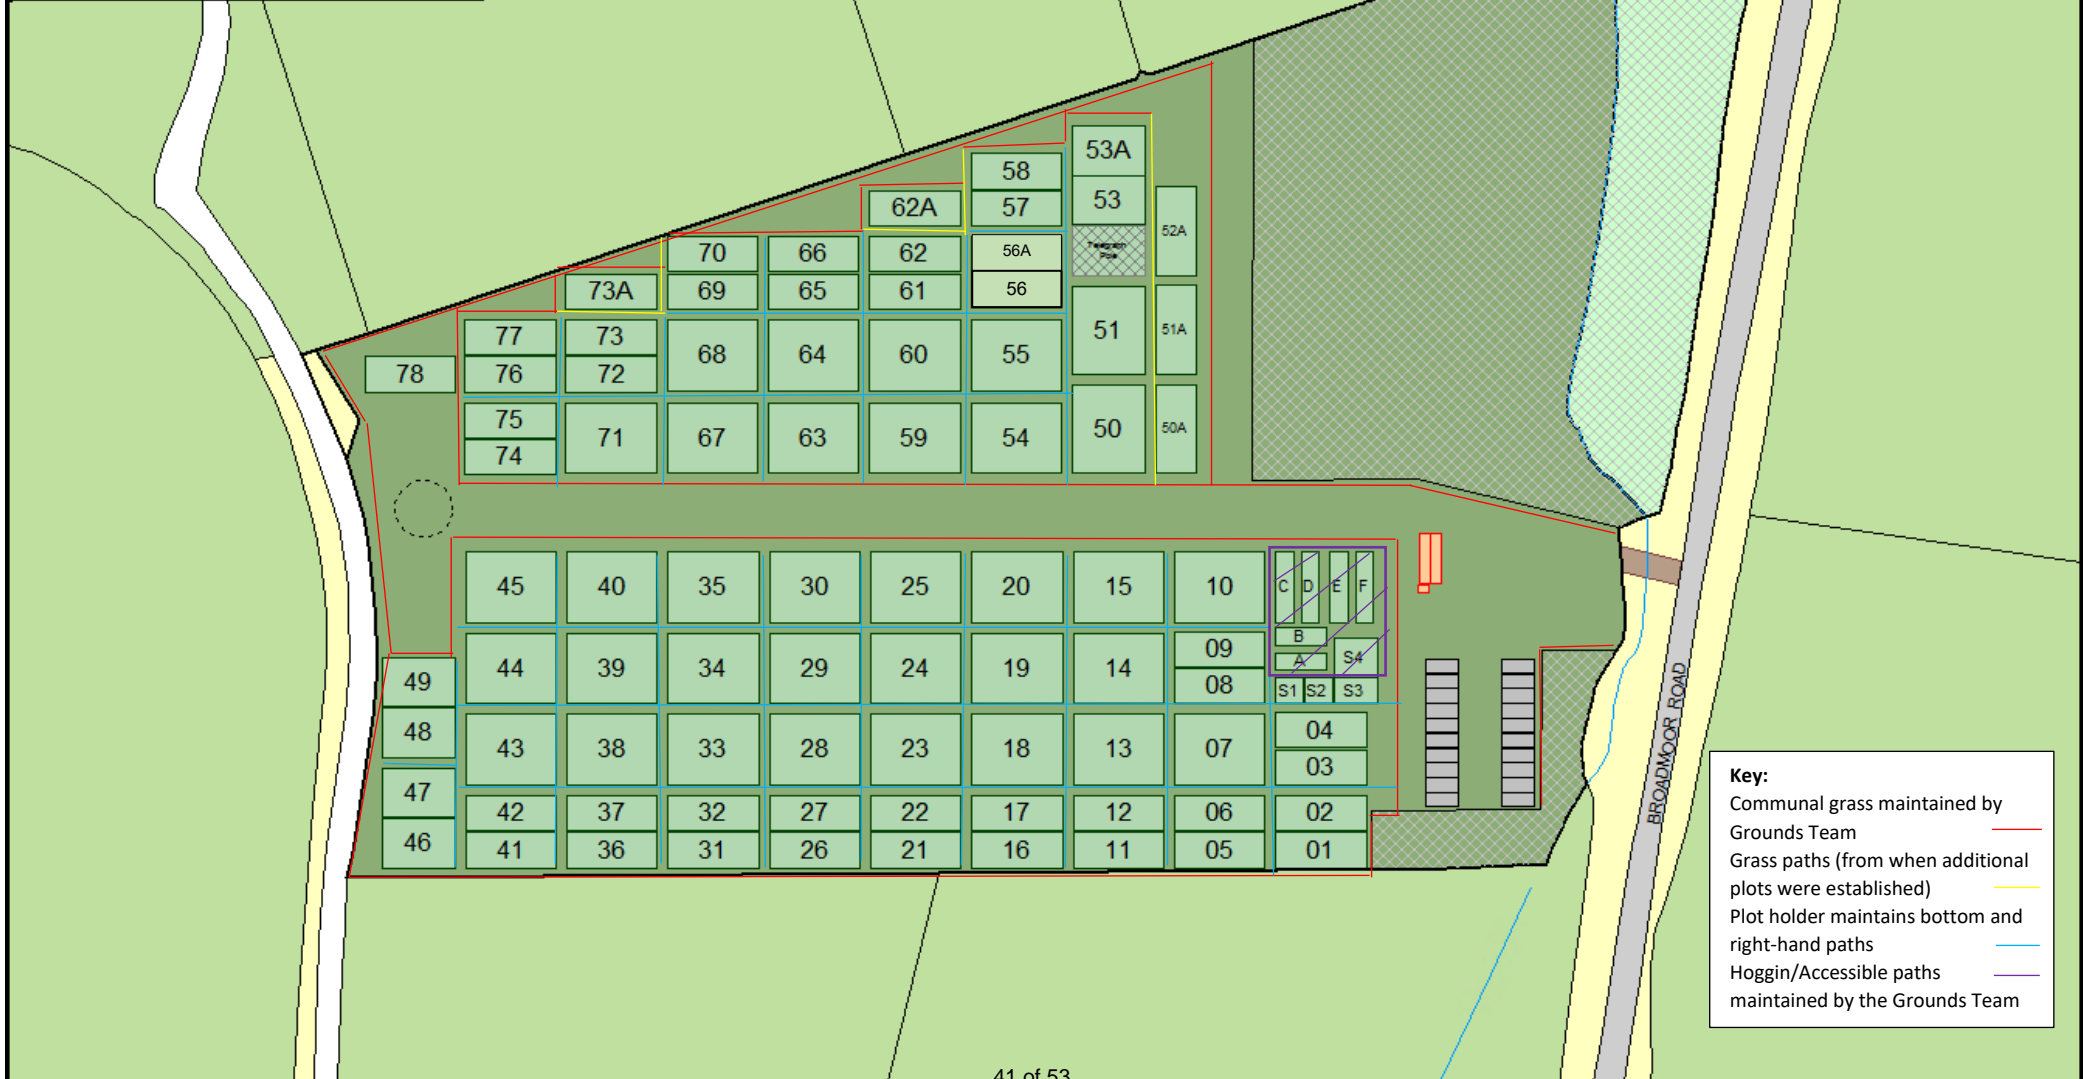 53A
58
53
62A
57
52A
Telegraph
Pole
70
66
62
56A
73A
69
65
61
56
77
73
68
64
60
55
51
51A
78
76
72
75
71
67
63
59
54
50
50A
74
45
40
35
30
25
20
15
10
C
D
E
F
B
A
S4
09
44
39
34
29
24
19
14
08
S1
S2
S3
49
48
43
38
33
28
23
18
13
07
04
03
47
42
37
32
27
22
17
12
06
02
46
41
36
31
26
21
16
11
05
01
BROADMOOR ROAD
Key:
Communal grass maintained by
Grounds Team
Grass paths (from when additional
plots were established)
Plot holder maintains bottom and
right-hand paths
Hoggin/Accessible paths
maintained by the Grounds Team
41 of 53